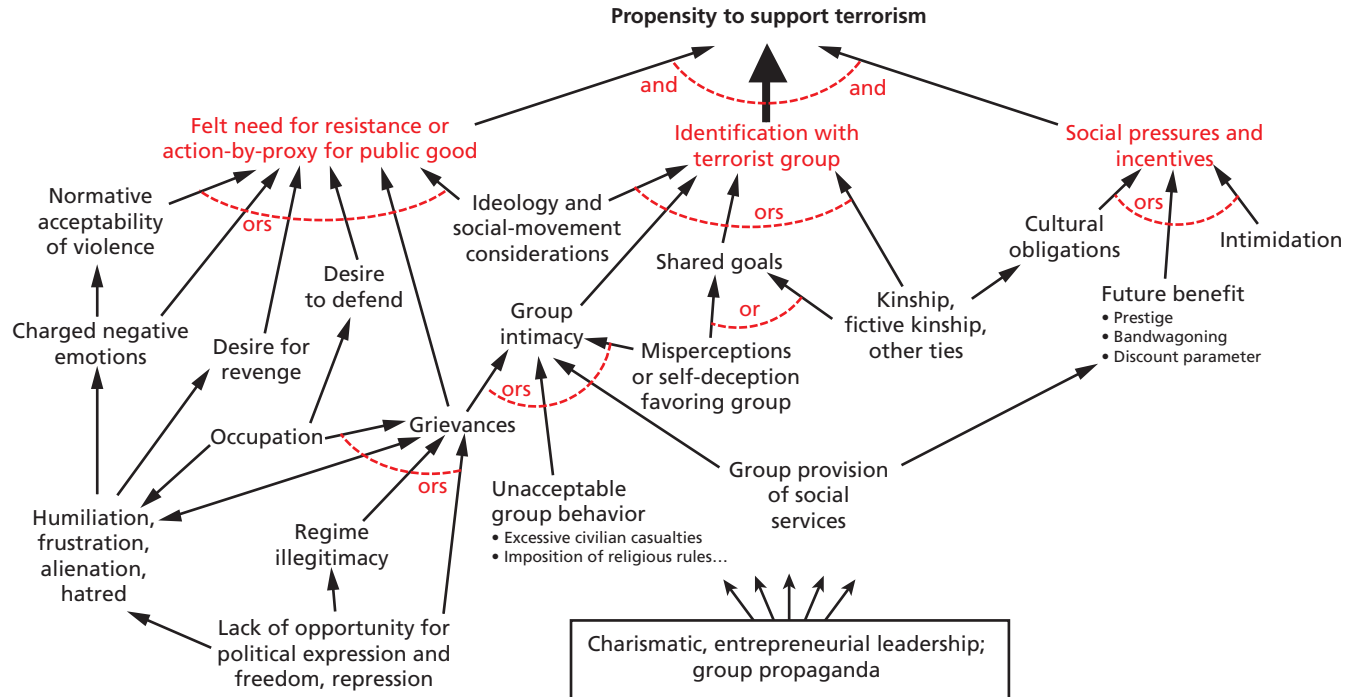 Propensity to support terrorism
and
and
Felt need for resistance or
action-by-proxy for public good
Identification with
terrorist group
Social pressures and
incentives
Normative
acceptability
of violence
ors
Ideology and
social-movement
considerations
ors
ors
Cultural
obligations
Intimidation
Desire
to defend
Shared goals
Charged negative
emotions
Desire for
revenge
Group
intimacy
or
Kinship,
fictive kinship,
other ties
Future benefit
• Prestige
• Bandwagoning
• Discount parameter
Misperceptions
or self-deception
favoring group
ors
Occupation
Grievances
ors
Humiliation,
frustration,
alienation,
hatred
Regime
illegitimacy
Unacceptable
group behavior
• Excessive civilian casualties
• Imposition of religious rules…
Group provision
of social
services
Lack of opportunity for
political expression and
freedom, repression
Charismatic, entrepreneurial leadership;
group propaganda